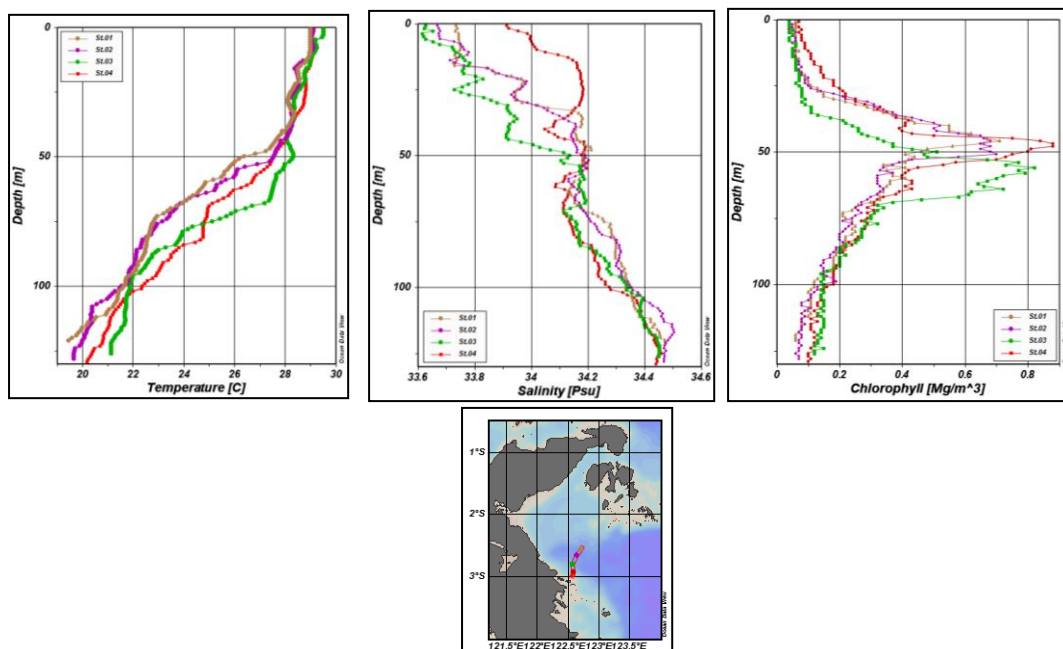 0
50
100
Depth [m]
St.01
St.02
St.03
St.04
20 22 24 26 28 30
Temperature [C]
Ocean Data View
0
50
100
Depth [m]
St.01
St.02
St.03
St.04
33.6 33.8 34 34.2 34.4 34.6
Salinity [Psu]
Ocean Data View
0
50
100
Depth [m]
St.01
St.02
St.03
St.04
0 0.2 0.4 0.6 0.8
Chlorophyll [Mg/m^3]
1°S
2°S
3°S
121.5°E122°E122.5°E123°E123.5°E
Ocean Data View